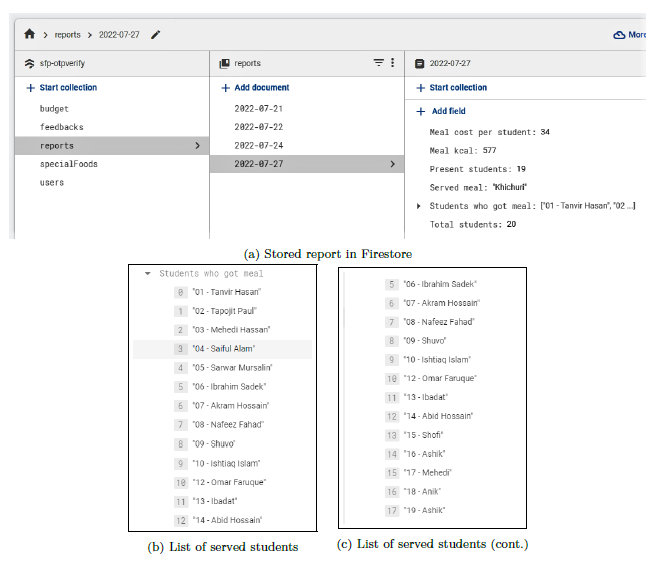 reports > 2022-07-27
More
sfp-otpverify
+ Start collection
budget
feedbacks
reports
specialFoods
users
reports
+ Add document
2022-07-21
2022-07-22
2022-07-24
2022-07-27
2022-07-27
+ Start collection
+ Add field
Meal cost per student: 34
Meal kcal: 577
Present students: 19
Served meal: "Khichuri"
Students who got meal: ["01 - Tanvir Hasan", "02 ...]
Total students: 20
(a) Stored report in Firestore
Students who got meal
0 "01 - Tanvir Hasan"
1 "02 - Tapojit Paul"
2 "03 - Mehedi Hassan"
3 "04 - Saiful Alam"
4 "05 - Sarwar Mursalin"
5 "06 - Ibrahim Sadek"
6 "07 - Akram Hossain"
7 "08 - Nafeez Fahad"
8 "09 - Shuvo"
9 "10 - Ishtiaq Islam"
10 "12 - Omar Faruque"
11 "13 - Ibadat"
12 "14 - Abid Hossain"
(b) List of served students
5 "06 - Ibrahim Sadek"
6 "07 - Akram Hossain"
7 "08 - Nafeez Fahad"
8 "09 - Shuvo"
9 "10 - Ishtiaq Islam"
10 "12 - Omar Faruque"
11 "13 - Ibadat"
12 "14 - Abid Hossain"
13 "15 - Shofi"
14 "16 - Ashik"
15 "17 - Mehedi"
16 "18 - Anik"
17 "19 - Ashik"
(c) List of served students (cont.)